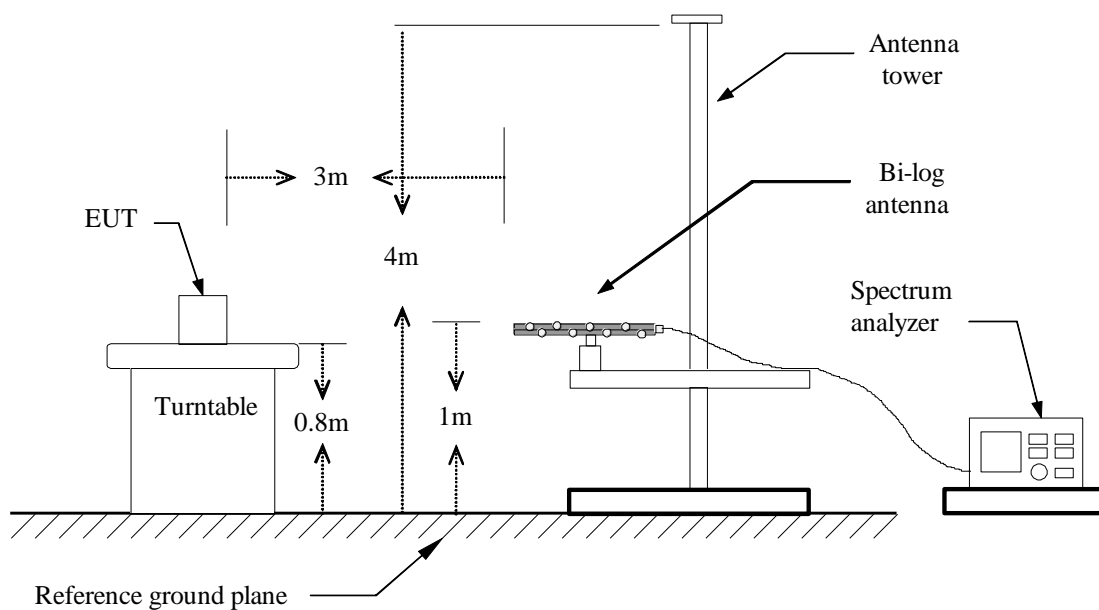 Antenna
tower
3m
Bi-log
antenna
EUT
4m
Spectrum
analyzer
Turntable
0.8m
1m
Reference ground plane